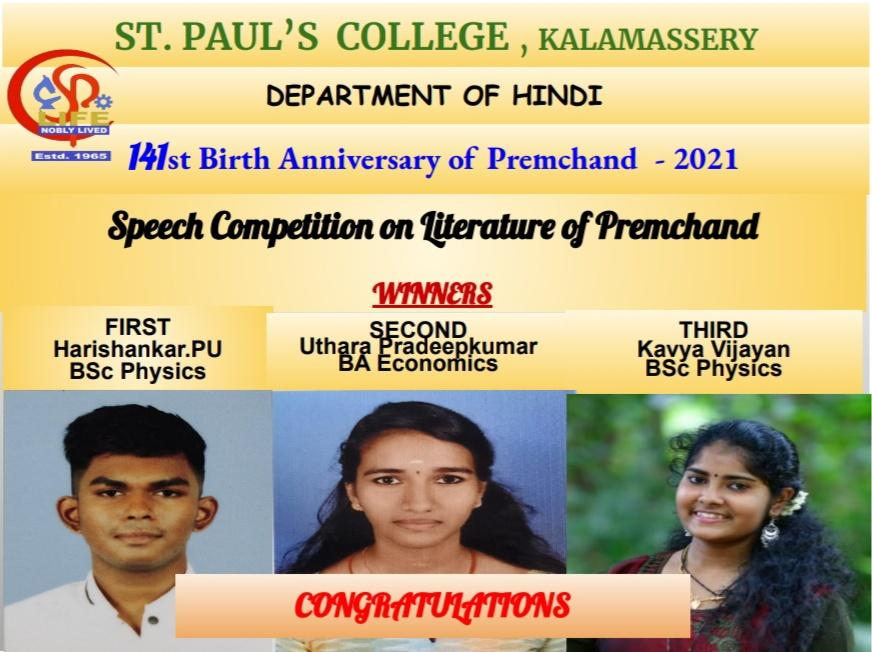 ST. PAUL'S COLLEGE , KALAMASSERY
LIFE
NOBLY LIVED
Estd. 1965
DEPARTMENT OF HINDI
141st Birth Anniversary of Premchand - 2021
Speech Competition on Literature of Premchand
WINNERS
FIRST
Harishankar.PU
BSc Physics
SECOND
Uthara Pradeepkumar
BA Economics
THIRD
Kavya Vijayan
BSc Physics
CONGRATULATIONS